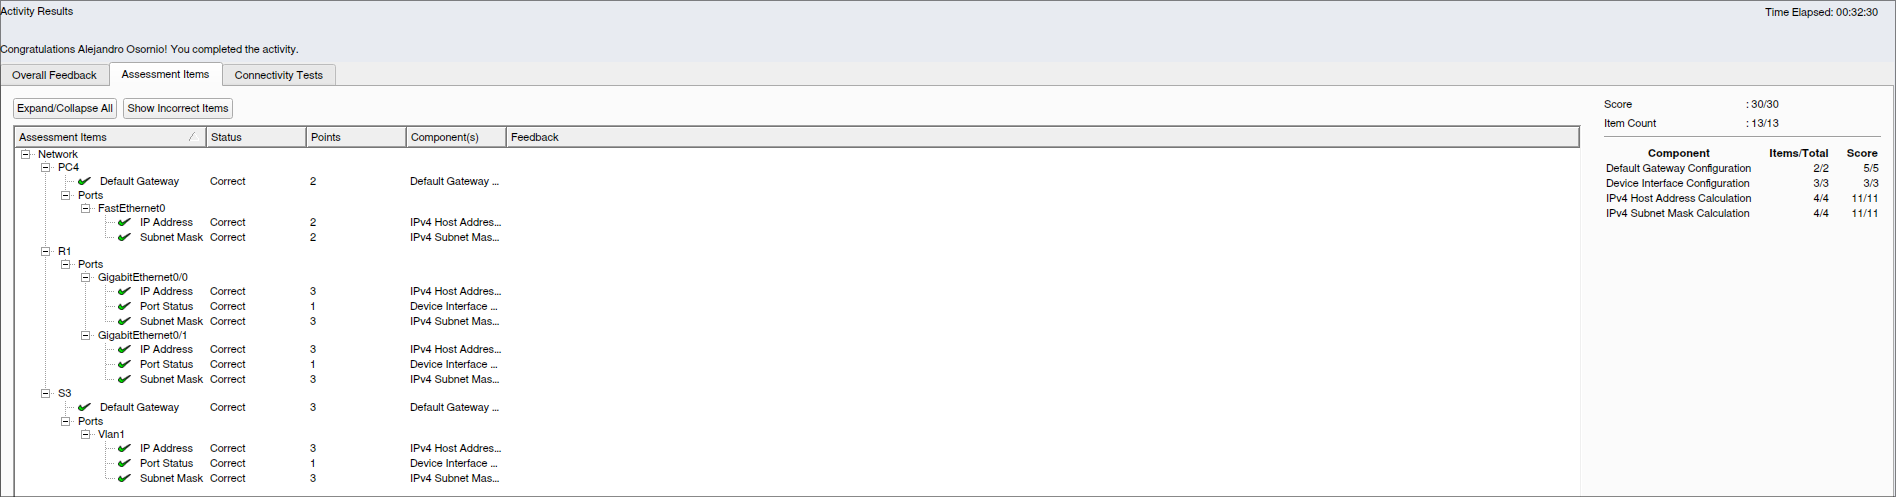 Activity Results
Time Elapsed: 00:32:30
Congratulations Alejandro Osornio! You completed the activity.
Overall Feedback Assessment Items Connectivity Tests
Expand/Collapse All Show Incorrect Items
Assessment Items Status Points Component(s) Feedback
Network
PC4
Default Gateway Correct 2 Default Gateway ...
Ports
FastEthernet0
IP Address Correct 2 IPv4 Host Addres...
Subnet Mask Correct 2 IPv4 Subnet Mas...
R1
Ports
GigabitEthernet0/0
IP Address Correct 3 IPv4 Host Addres...
Port Status Correct 1 Device Interface ...
Subnet Mask Correct 3 IPv4 Subnet Mas...
GigabitEthernet0/1
IP Address Correct 3 IPv4 Host Addres...
Port Status Correct 1 Device Interface ...
Subnet Mask Correct 3 IPv4 Subnet Mas...
S3
Default Gateway Correct 3 Default Gateway ...
Ports
Vlan1
IP Address Correct 3 IPv4 Host Addres...
Port Status Correct 1 Device Interface ...
Subnet Mask Correct 3 IPv4 Subnet Mas...
Score : 30/30
Item Count : 13/13
Component Items/Total Score
Default Gateway Configuration 2/2 5/5
Device Interface Configuration 3/3 3/3
IPv4 Host Address Calculation 4/4 11/11
IPv4 Subnet Mask Calculation 4/4 11/11